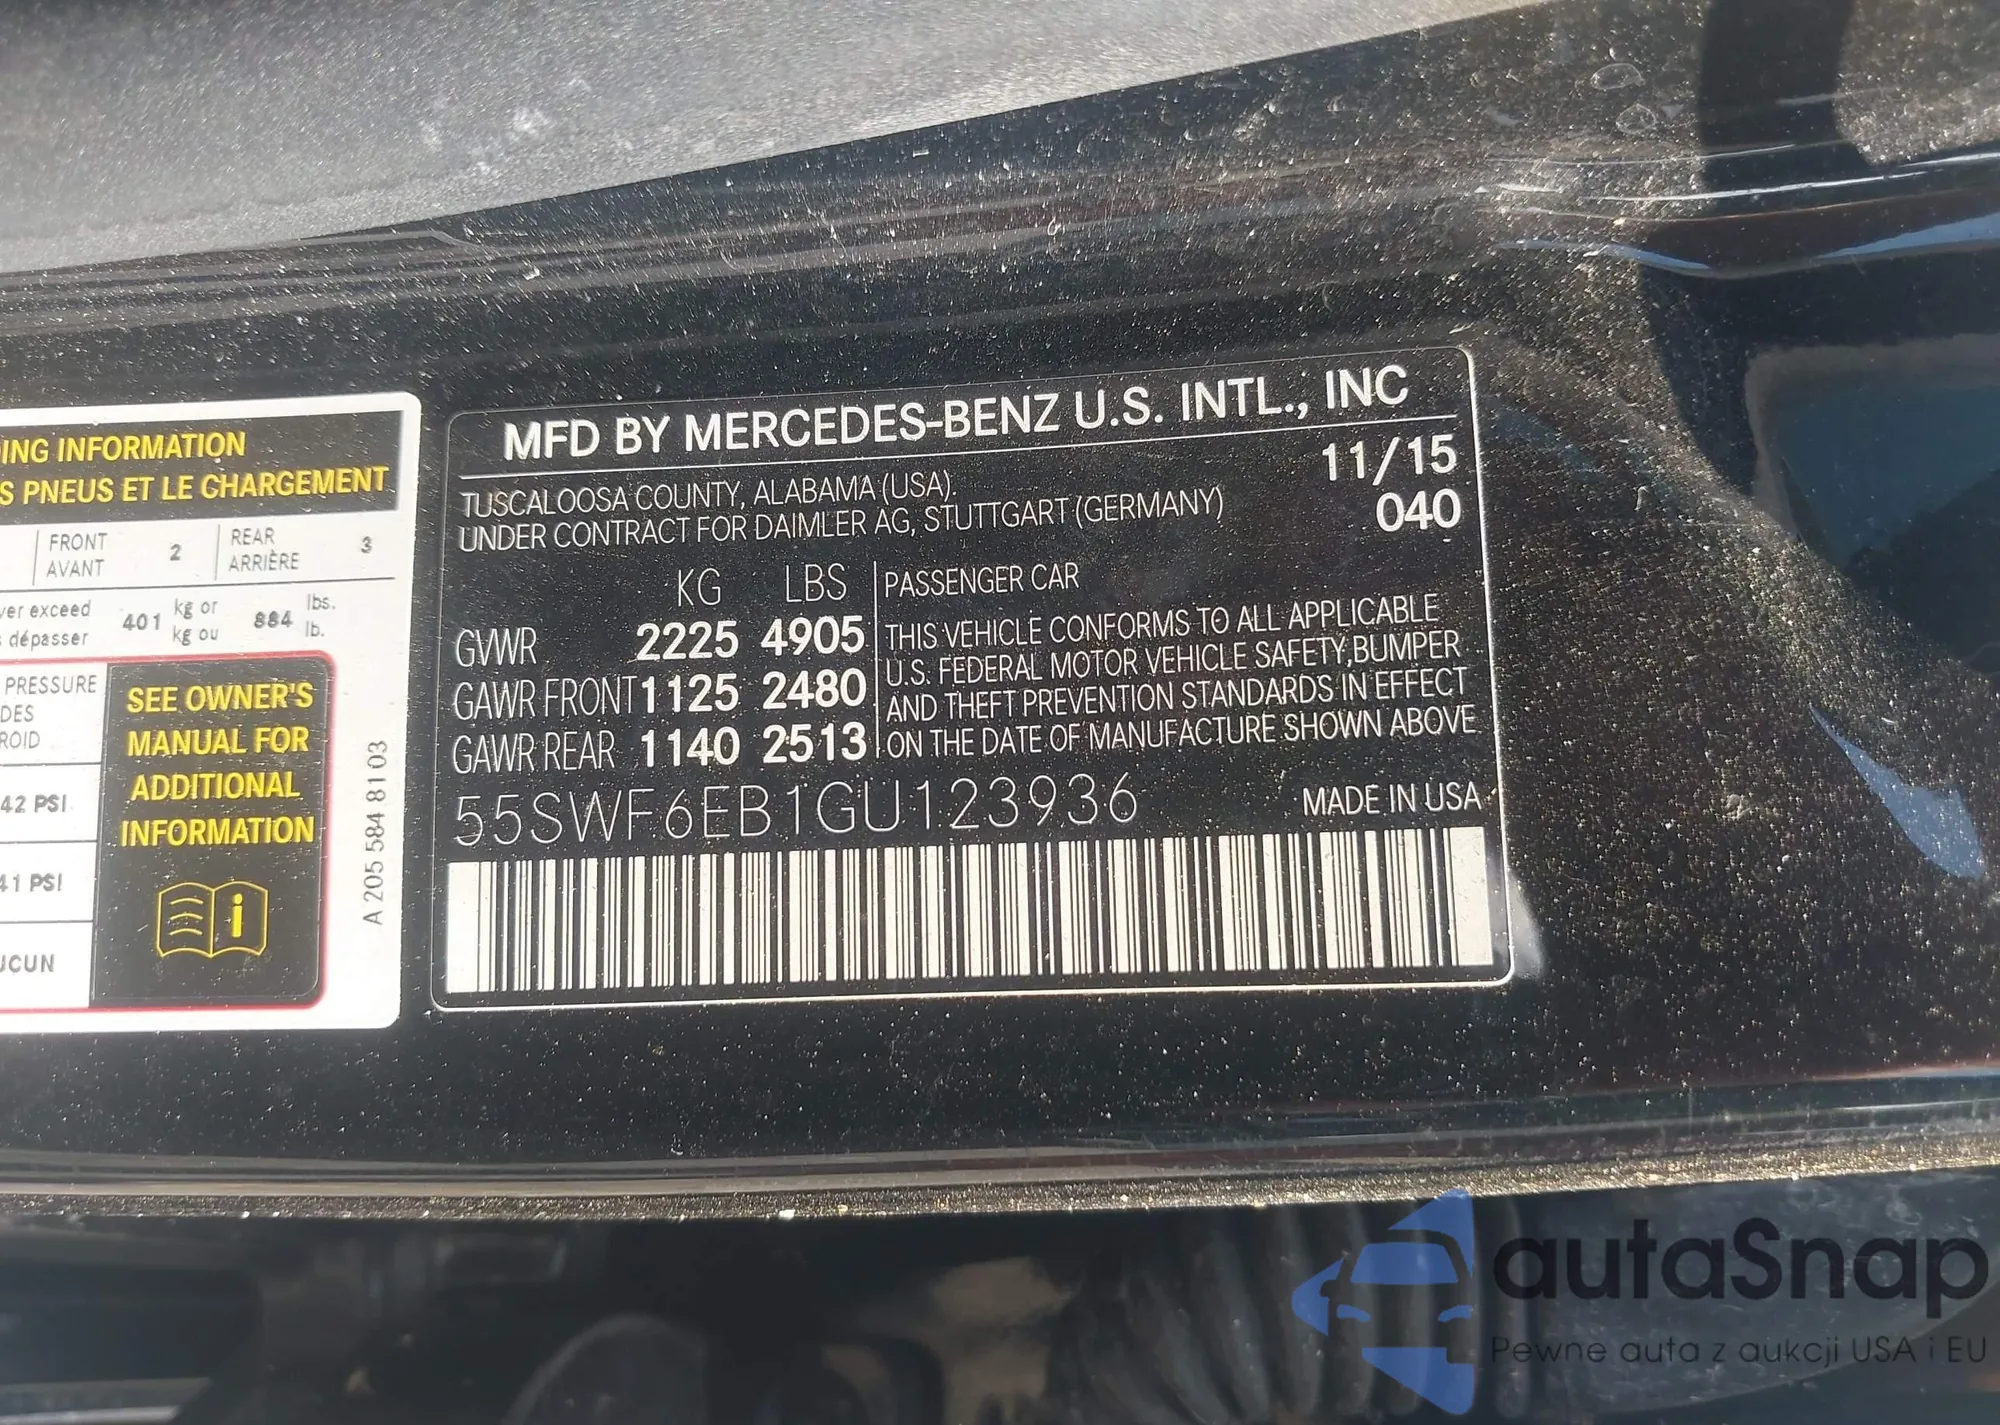 ING INFORMATION
S PNEUS ET LE CHARGEMENT
FRONT
AVANT
2
REAR
ARRIÈRE
3
ver exceed
401
kg or
884
lbs.
s dépasser
kg ou
lb.
PRESSURE
DES
ROID
42 PSI
41 PSI
UCUN
SEE OWNER'S
MANUAL FOR
ADDITIONAL
INFORMATION
i
A 205 584 81 03
MFD BY MERCEDES-BENZ U.S. INTL., INC
TUSCALOOSA COUNTY, ALABAMA (USA).
UNDER CONTRACT FOR DAIMLER AG, STUTTGART (GERMANY)
11/15
040
KG LBS
GVWR 2225 4905
GAWR FRONT 1125 2480
GAWR REAR 1140 2513
PASSENGER CAR
THIS VEHICLE CONFORMS TO ALL APPLICABLE
U.S. FEDERAL MOTOR VEHICLE SAFETY,BUMPER
AND THEFT PREVENTION STANDARDS IN EFFECT
ON THE DATE OF MANUFACTURE SHOWN ABOVE
55SWF6EB1GU123936
MADE IN USA
autaSnap
Pewne auta z aukcji USA i EU